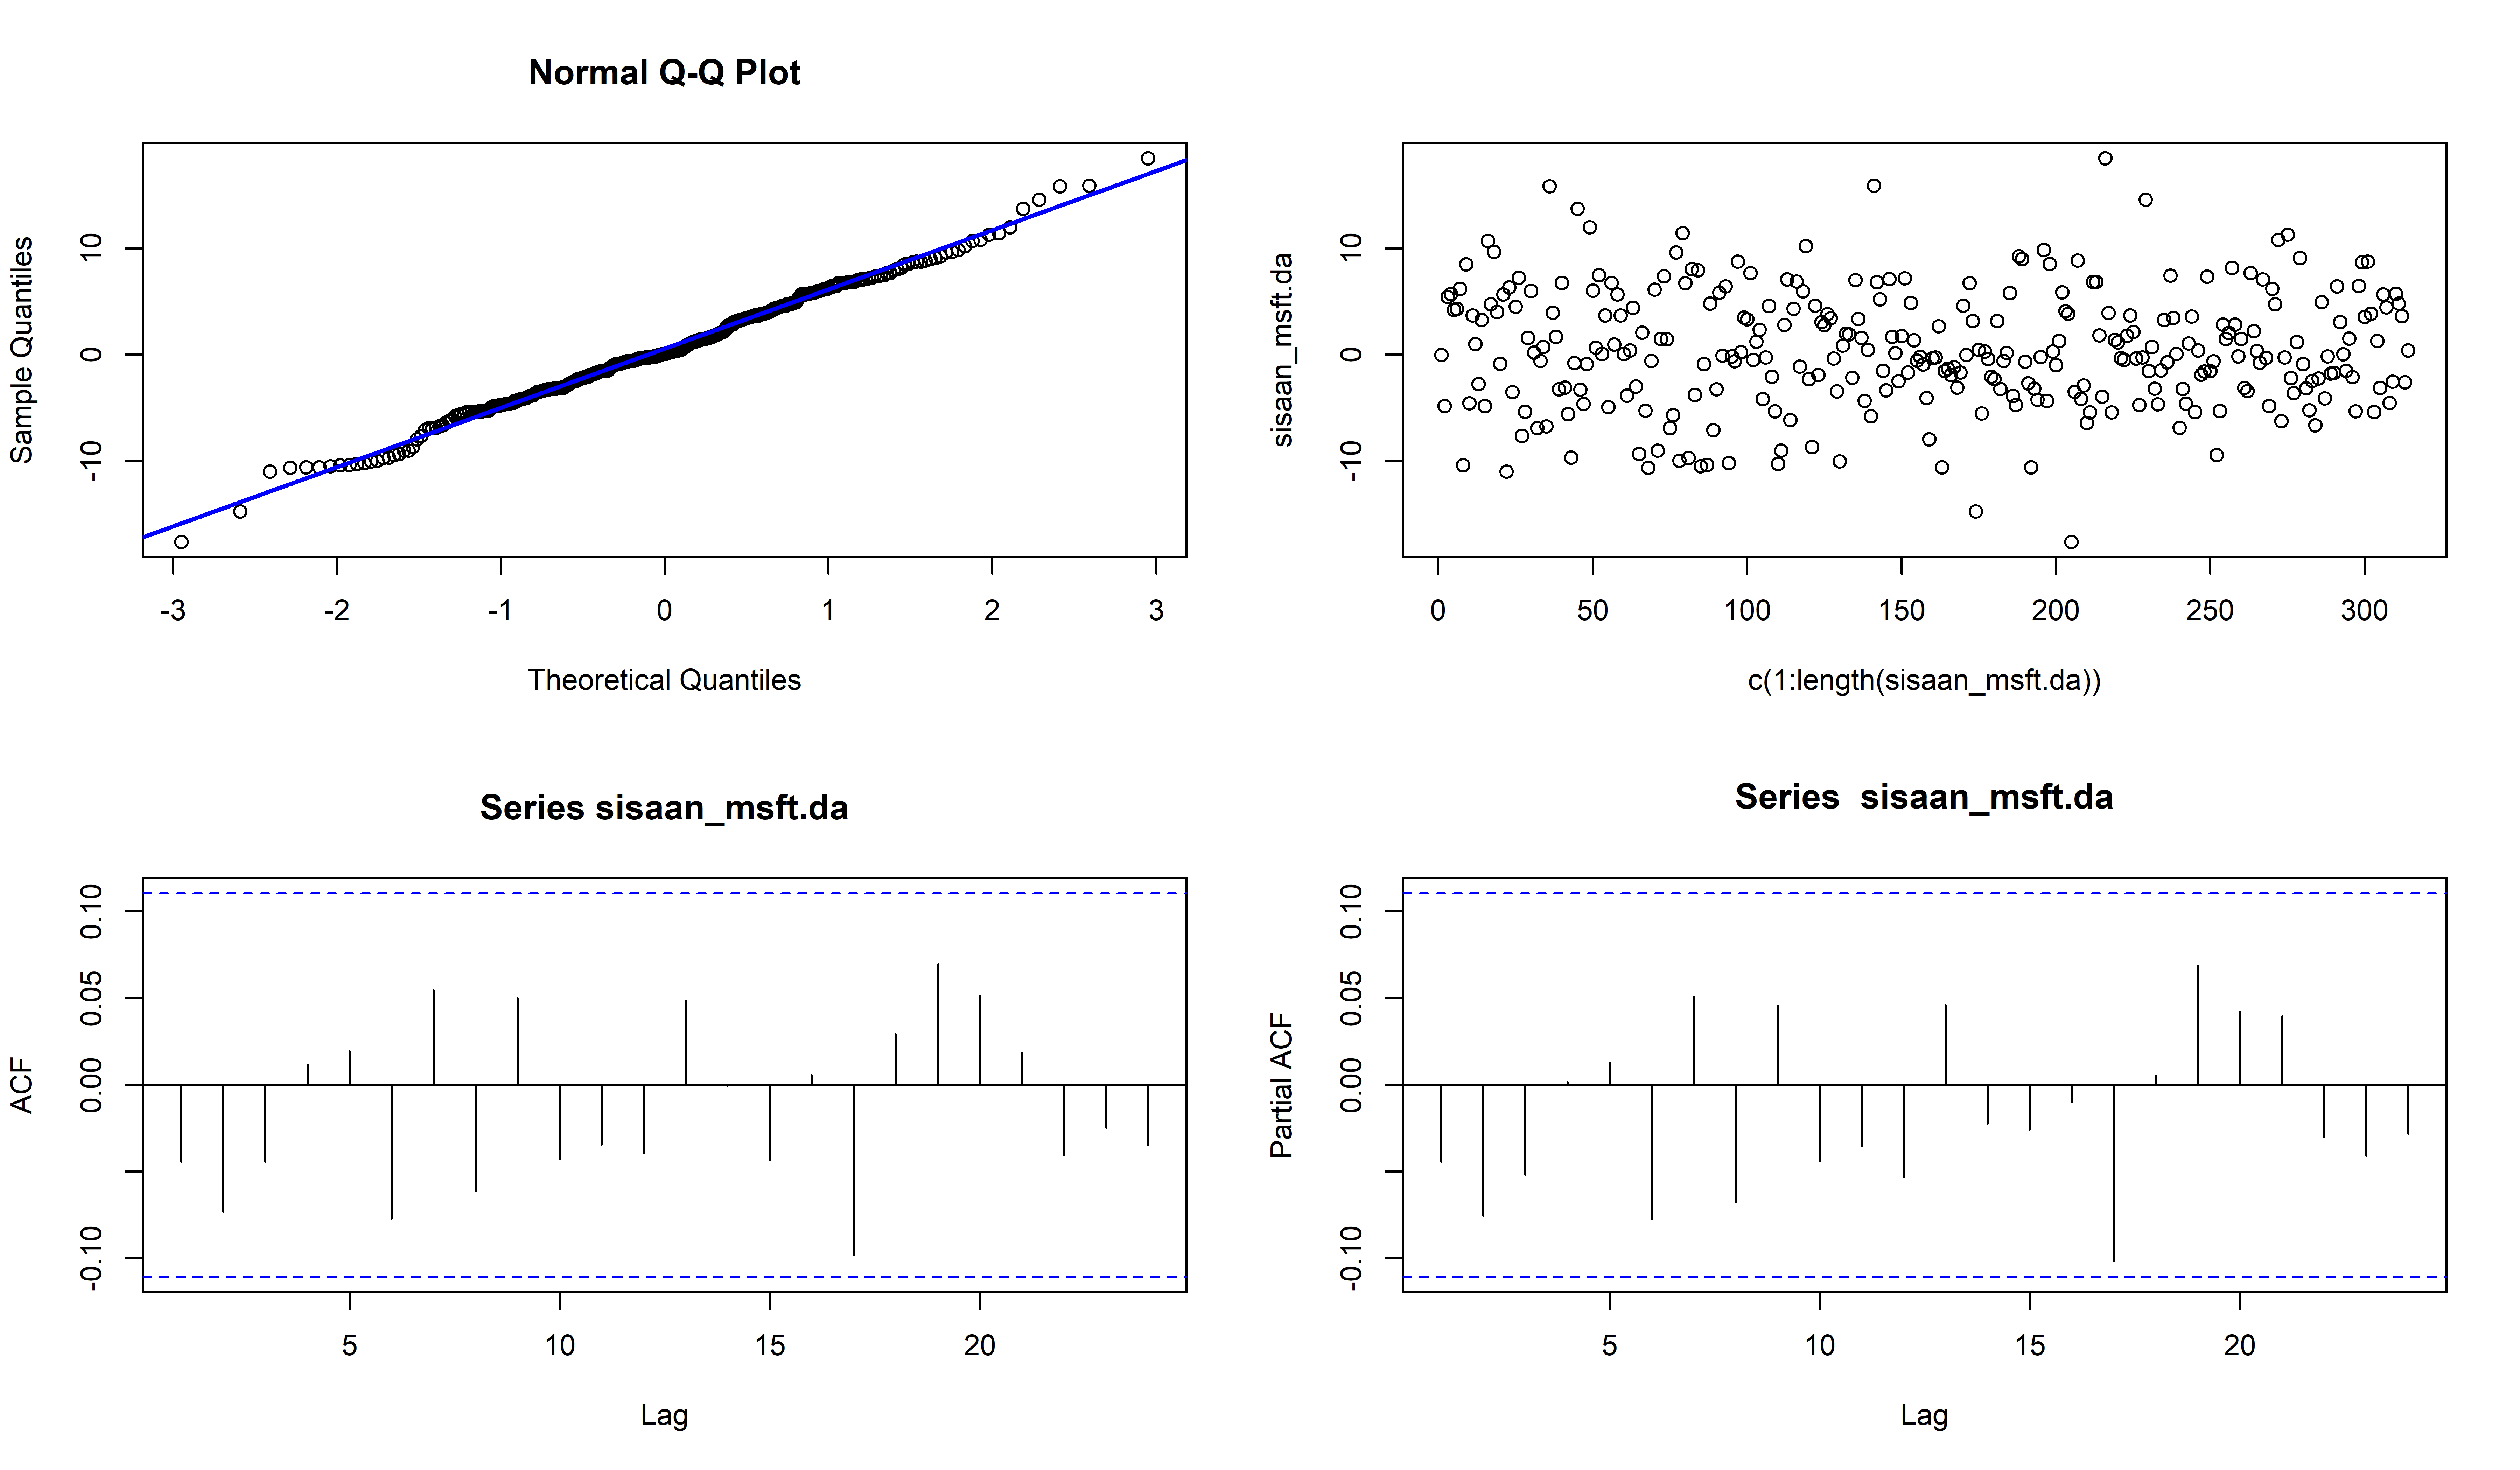 Normal Q-Q Plot
Sample Quantiles
10
0
-10
-3 -2 -1 0 1 2 3
Theoretical Quantiles
sisaan_msft.da
10
0
-10
0 50 100 150 200 250 300
c(1:length(sisaan_msft.da))
Series sisaan_msft.da
ACF
0.10
0.05
0.00
-0.10
5 10 15 20
Lag
Series  sisaan_msft.da
Partial ACF
0.10
0.05
0.00
-0.10
5 10 15 20
Lag